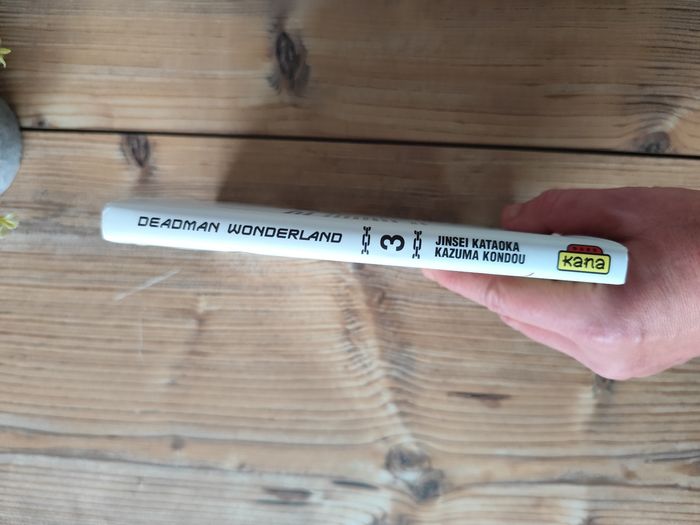 DEADMAN WONDERLAND
3
JINSEI KATAOKA
KAZUMA KONDOU
kana